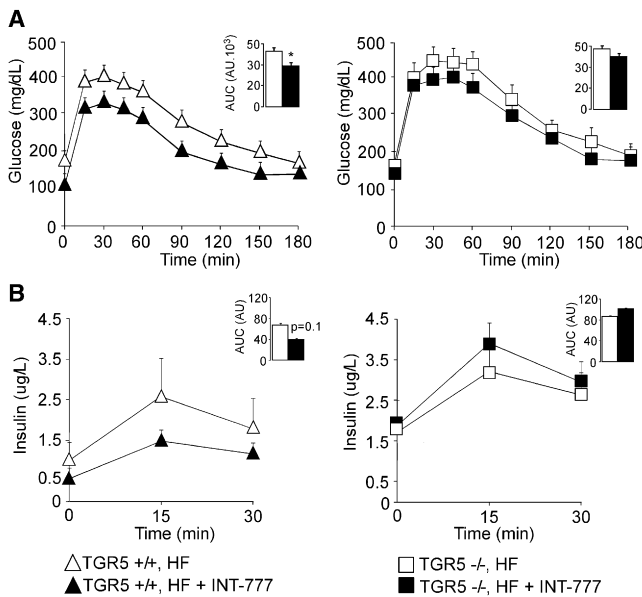 A
Glucose (mg/dL)
500
400
300
200
100
0
0 30 60 90 120 150 180
Time (min)
AUC (AU.10³)
50
30
20
0
*
Glucose (mg/dL)
500
400
300
200
100
0
0 30 60 90 120 150 180
Time (min)
50
30
20
0
B
Insulin (ug/L)
4.5
3.5
2.5
1.5
0.5
0 15 30
Time (min)
AUC (AU)
120
80
40
0
p=0.1
Insulin (ug/L)
4.5
3.5
2.5
1.5
0.5
0 15 30
Time (min)
AUC (AU)
120
80
40
0
TGR5 +/+, HF
TGR5 +/+, HF + INT-777
TGR5 -/-, HF
TGR5 -/-, HF + INT-777